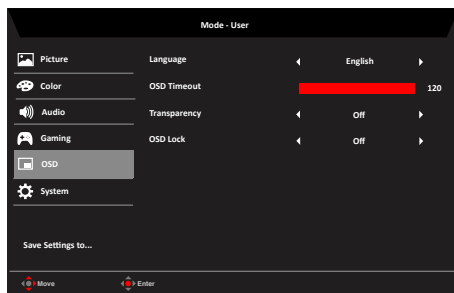 Mode - User
Picture
Language English
Color
OSD Timeout 120
Audio
Transparency Off
Gaming
OSD Lock Off
OSD
System
Save Settings to...
Move Enter